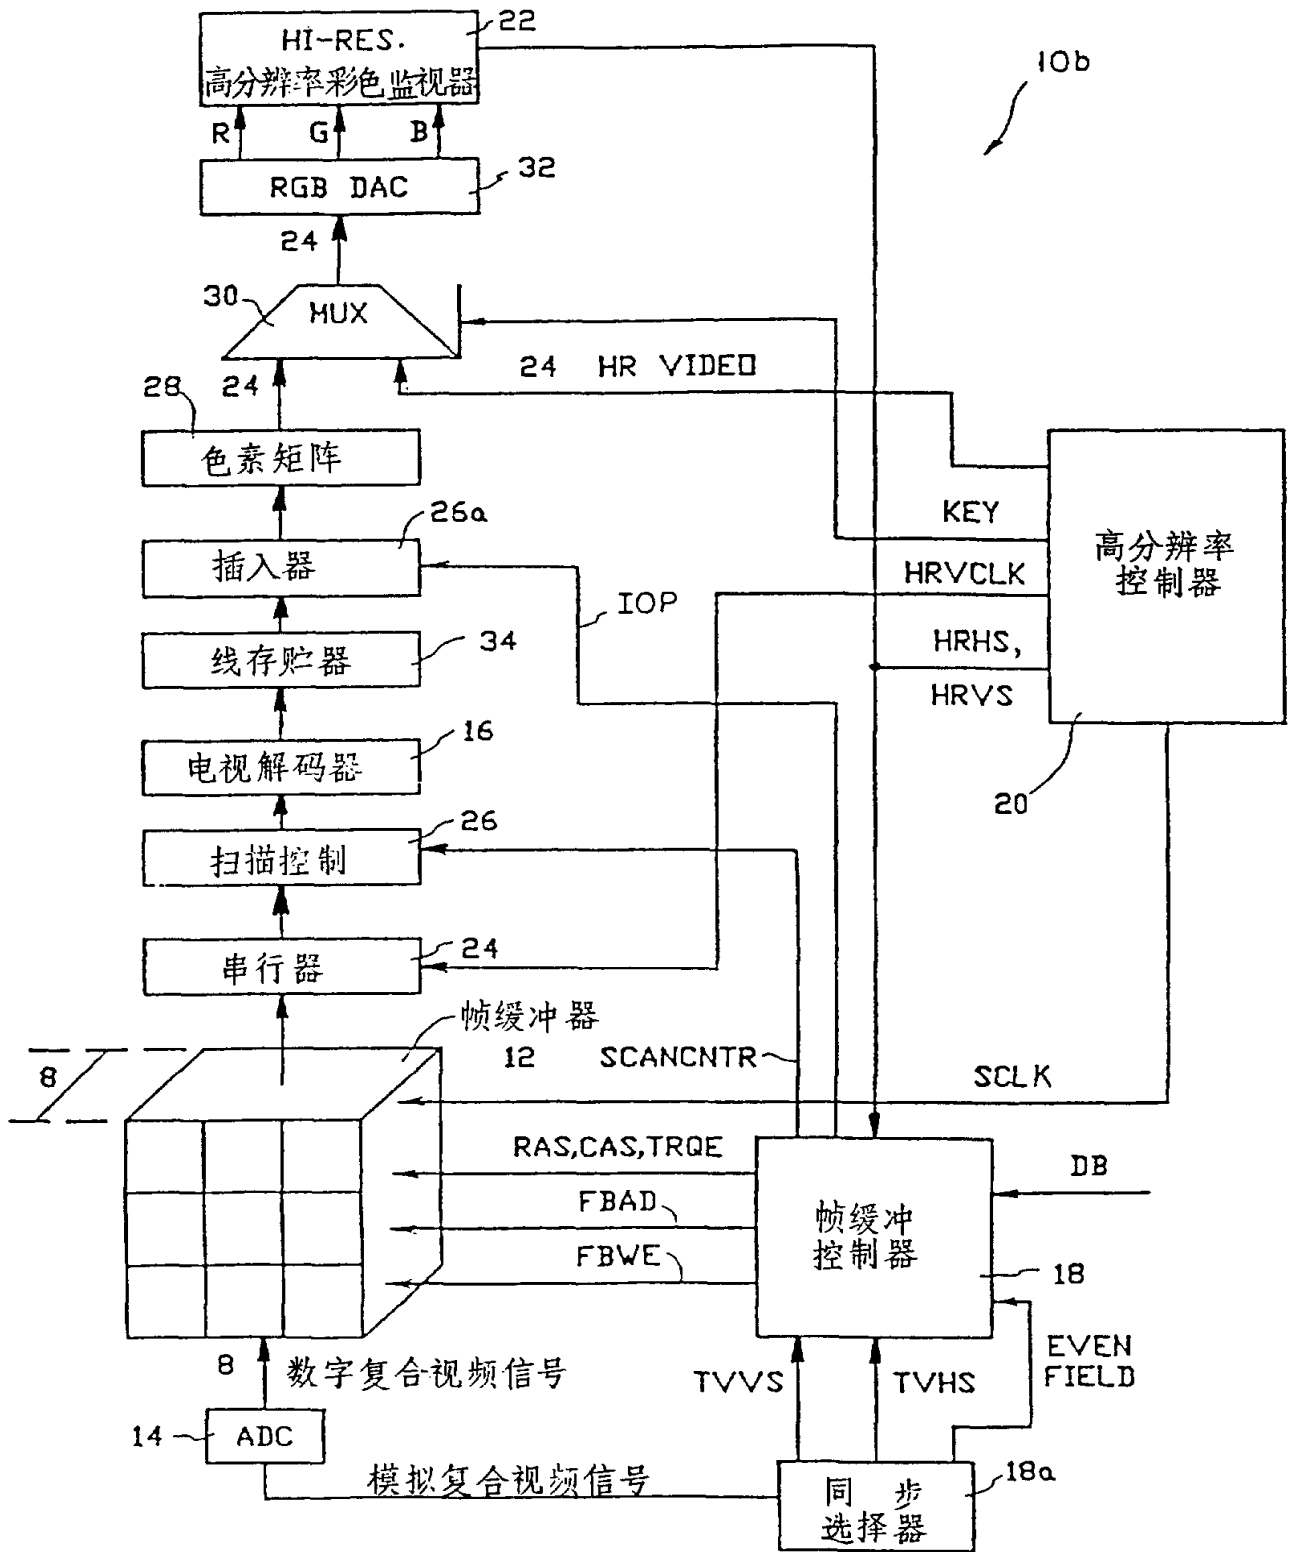 22
HI-RES.
高分辨率彩色监视器
10b
R G B
RGB DAC
32
24
30
MUX
24 HR VIDEO
28
24
色素矩阵
26a
KEY
插入器
高分辨率
控制器
HRVCLK
IOP
线存贮器
34
HRHS,
HRVS
电视解码器
16
20
扫描控制
26
串行器
24
帧缓冲器
12
SCANCNTR
8
SCLK
RAS,CAS,TRQE
DB
FBAD
帧缓冲
控制器
FBWE
18
8
数字复合视频信号
TVVS
TVHS
EVEN
FIELD
14
ADC
模拟复合视频信号
同步
选择器
18a